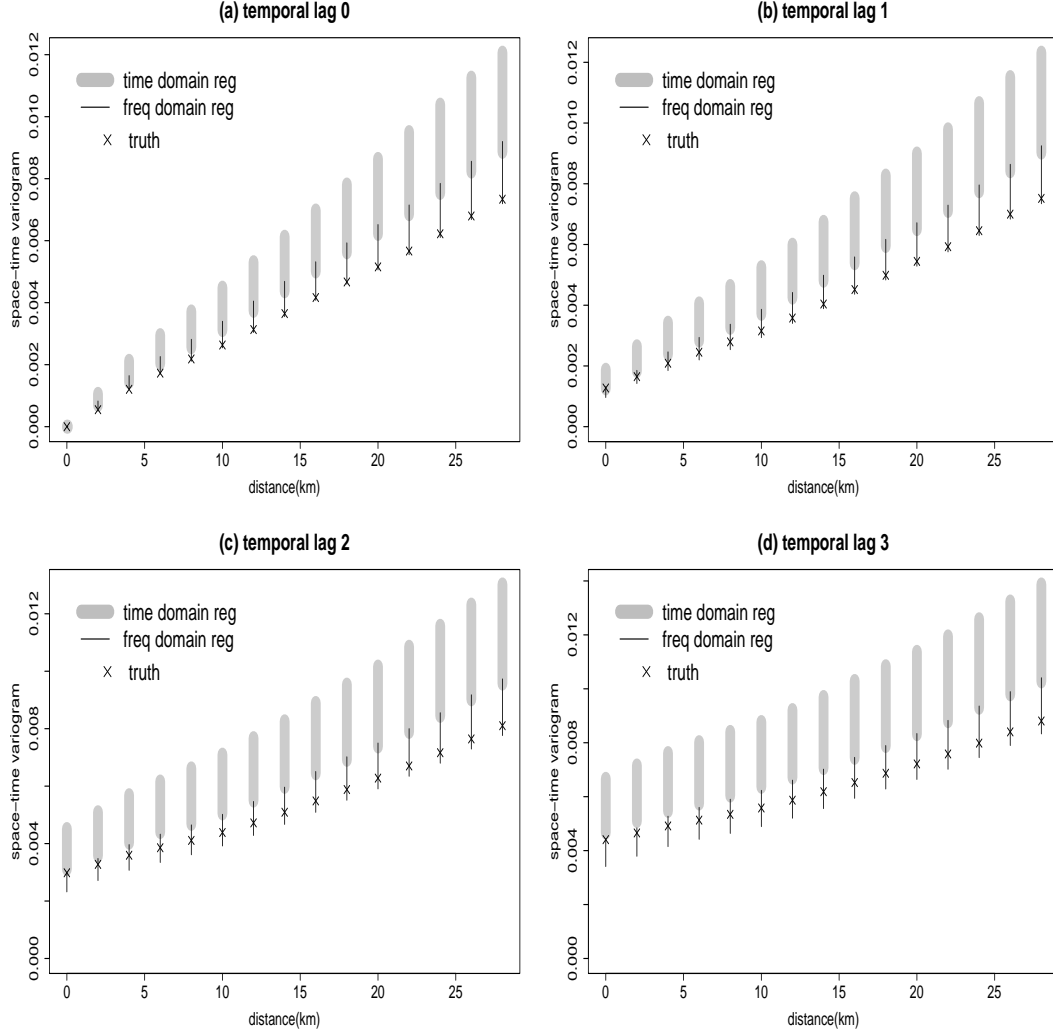 (a) temporal lag 0
time domain reg
freq domain reg
truth
space−time variogram
0.000 0.002 0.004 0.006 0.008 0.010 0.012
0 5 10 15 20 25
distance(km)
(b) temporal lag 1
time domain reg
freq domain reg
truth
space−time variogram
0.000 0.002 0.004 0.006 0.008 0.010 0.012
0 5 10 15 20 25
distance(km)
(c) temporal lag 2
time domain reg
freq domain reg
truth
space−time variogram
0.000 0.004 0.008 0.012
0 5 10 15 20 25
distance(km)
(d) temporal lag 3
time domain reg
freq domain reg
truth
space−time variogram
0.000 0.004 0.008 0.012
0 5 10 15 20 25
distance(km)